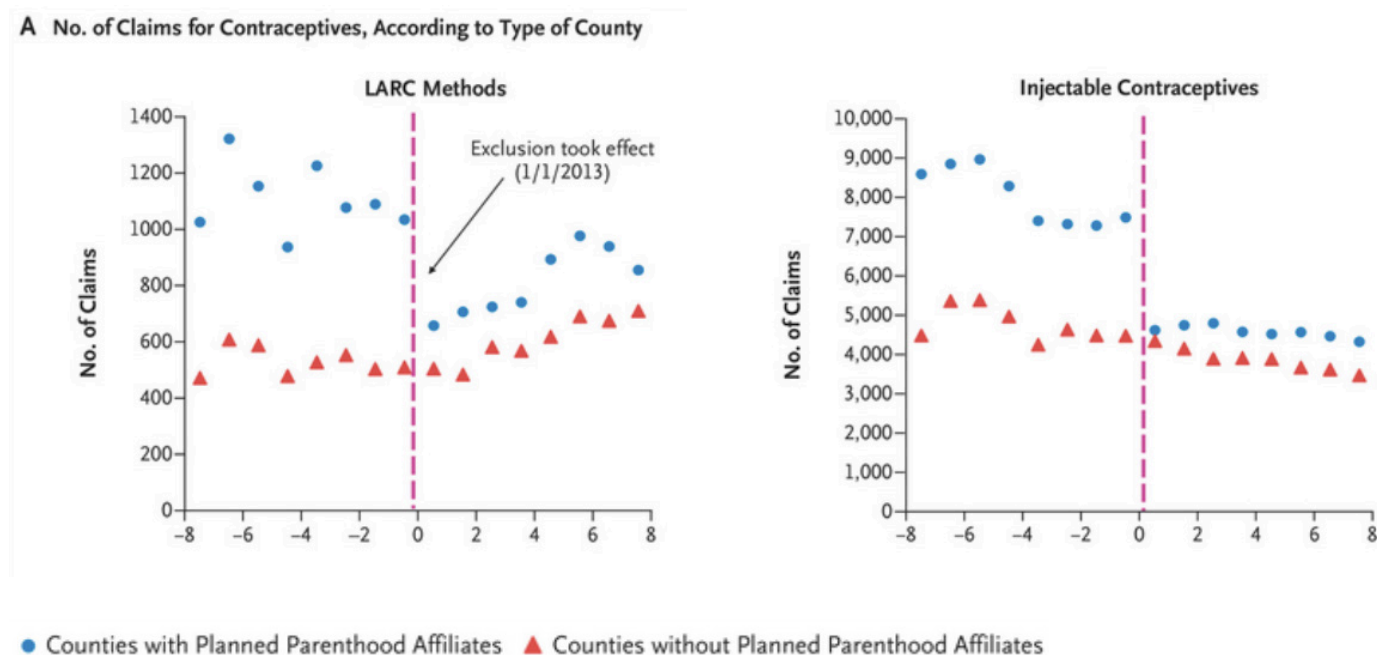 A No. of Claims for Contraceptives, According to Type of County
LARC Methods
No. of Claims
1400
1200
1000
800
600
400
200
0
Exclusion took effect
(1/1/2013)
–8 –6 –4 –2 0 2 4 6 8
Injectable Contraceptives
No. of Claims
10,000
9,000
8,000
7,000
6,000
5,000
4,000
3,000
2,000
1,000
0
–8 –6 –4 –2 0 2 4 6 8
Counties with Planned Parenthood Affiliates Counties without Planned Parenthood Affiliates